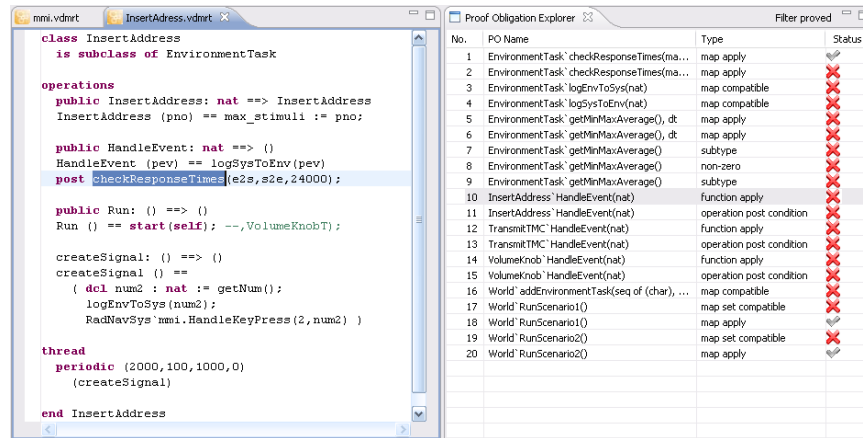 mmi.vdmrt
InsertAdress.vdmrt
class InsertAddress
is subclass of EnvironmentTask
operations
public InsertAddress: nat ==> InsertAddress
InsertAddress (pno) == max_stimuli := pno;
public HandleEvent: nat ==> ()
HandleEvent (pev) == logSysToEnv(pev)
post checkResponseTimes(e2s,s2e,24000);
public Run: () ==> ()
Run () == start(self); --,VolumeKnobT);
createSignal: () ==> ()
createSignal () ==
( dcl num2 : nat := getNum();
logEnvToSys(num2);
RadNavSys`mmi.HandleKeyPress(2,num2) )
thread
periodic (2000,100,1000,0)
(createSignal)
end InsertAddress
Proof Obligation Explorer
Filter proved
No. PO Name Type Status
1 EnvironmentTask`checkResponseTimes(ma... map apply
2 EnvironmentTask`checkResponseTimes(ma... map apply
3 EnvironmentTask`logEnvToSys(nat) map compatible
4 EnvironmentTask`logSysToEnv(nat) map compatible
5 EnvironmentTask`getMinMaxAverage(), dt map apply
6 EnvironmentTask`getMinMaxAverage(), dt map apply
7 EnvironmentTask`getMinMaxAverage() subtype
8 EnvironmentTask`getMinMaxAverage() non-zero
9 EnvironmentTask`getMinMaxAverage() subtype
10 InsertAddress`HandleEvent(nat) function apply
11 InsertAddress`HandleEvent(nat) operation post condition
12 TransmitTMC`HandleEvent(nat) function apply
13 TransmitTMC`HandleEvent(nat) operation post condition
14 VolumeKnob`HandleEvent(nat) function apply
15 VolumeKnob`HandleEvent(nat) operation post condition
16 World`addEnvironmentTask(seq of (char), ... map compatible
17 World`RunScenario1() map set compatible
18 World`RunScenario1() map apply
19 World`RunScenario2() map set compatible
20 World`RunScenario2() map apply